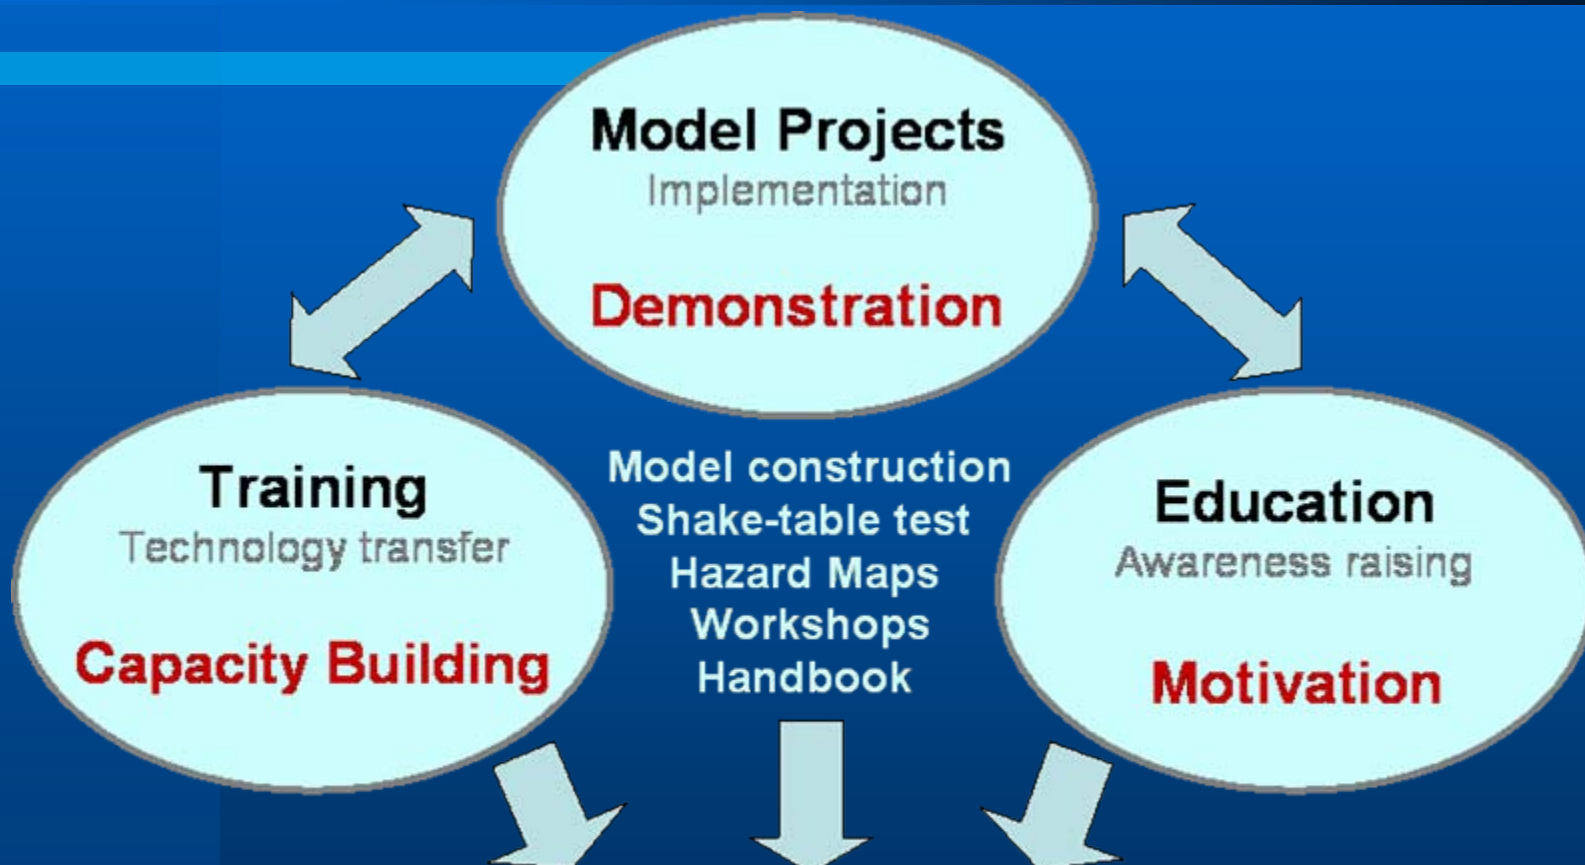 Model Projects
Implementation
Demonstration
Training
Technology transfer
Capacity Building
Model construction
Shake-table test
Hazard Maps
Workshops
Handbook
Education
Awareness raising
Motivation